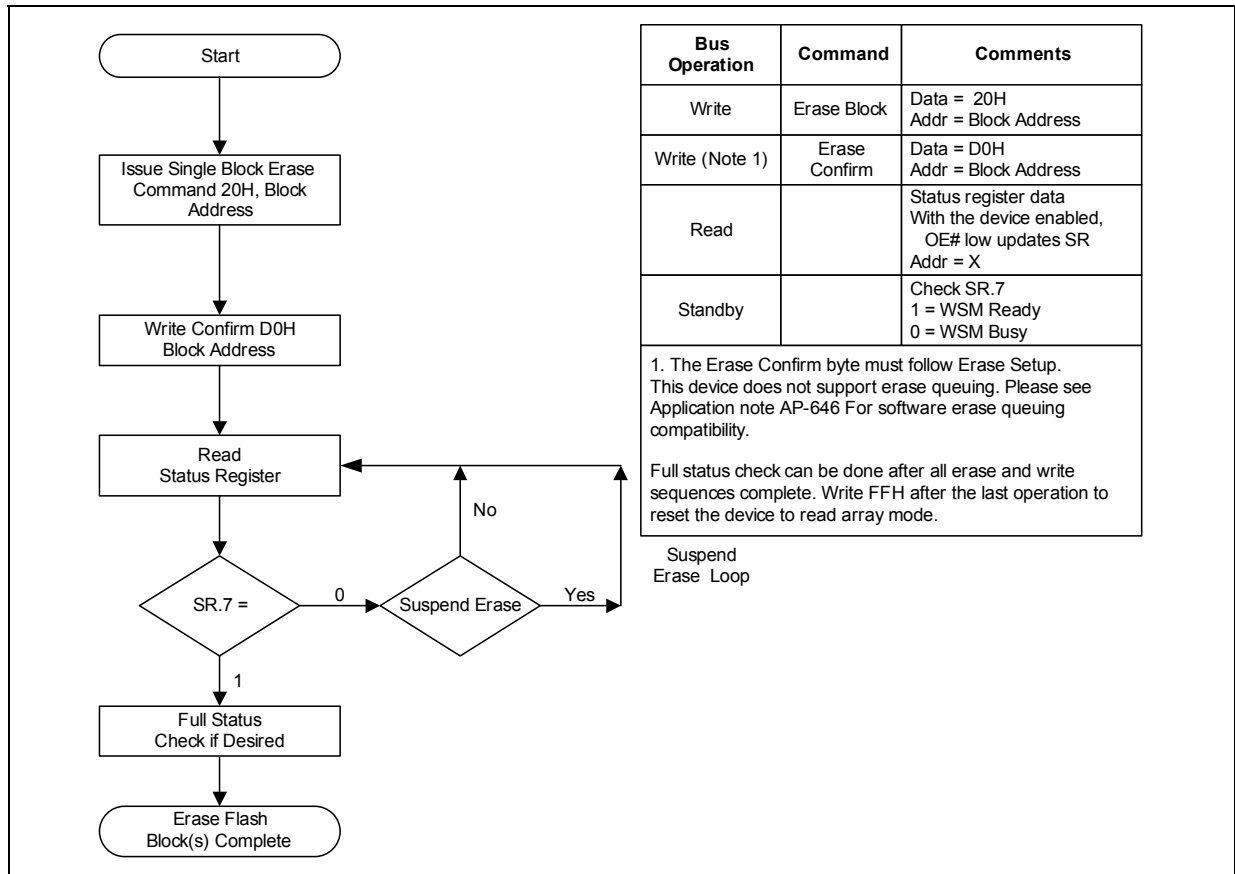 Start
Issue Single Block Erase
Command 20H, Block
Address
Write Confirm D0H
Block Address
Read
Status Register
No
SR.7 =
0
Suspend Erase
Yes
1
Full Status
Check if Desired
Erase Flash
Block(s) Complete
Suspend
Erase Loop
Bus
Operation
Command
Comments
Write
Erase Block
Data = 20H
Addr = Block Address
Write (Note 1)
Erase
Confirm
Data = D0H
Addr = Block Address
Read
Status register data
With the device enabled,
OE# low updates SR
Addr = X
Standby
Check SR.7
1 = WSM Ready
0 = WSM Busy
1. The Erase Confirm byte must follow Erase Setup.
This device does not support erase queuing. Please see
Application note AP-646 For software erase queuing
compatibility.
Full status check can be done after all erase and write
sequences complete. Write FFH after the last operation to
reset the device to read array mode.